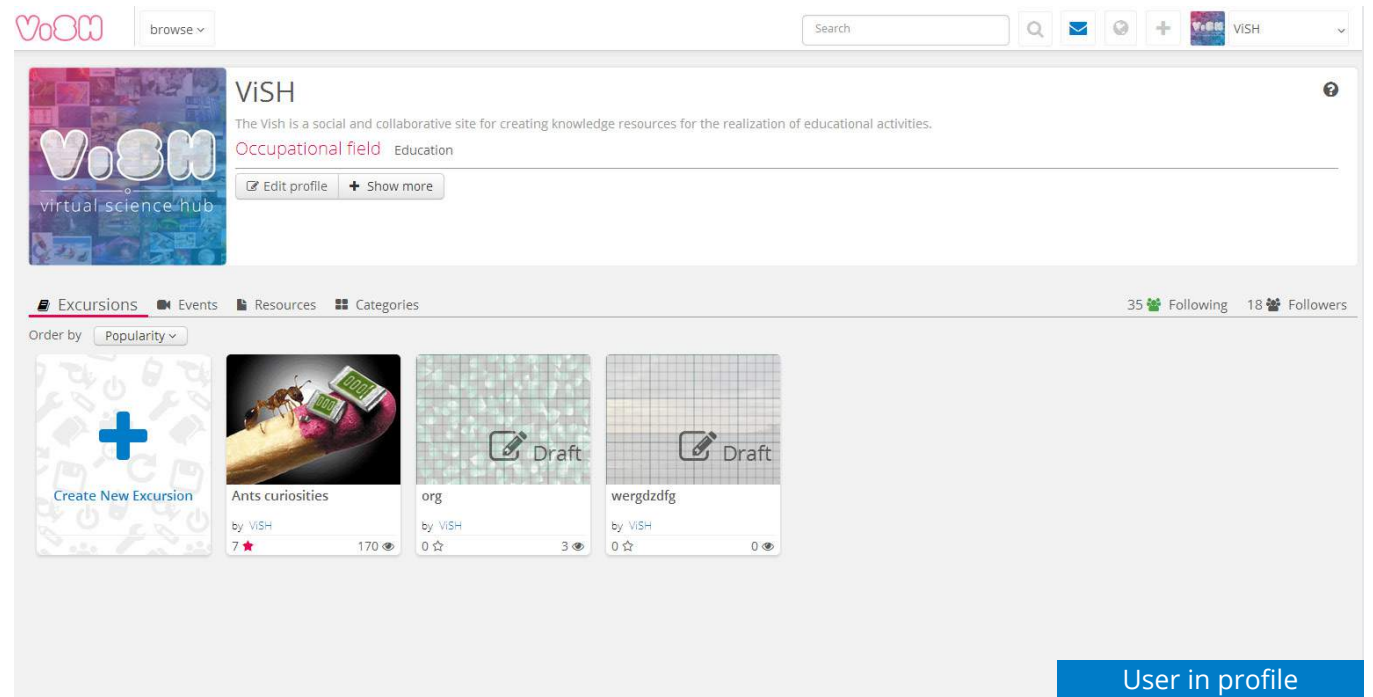 ViSH
browse
Search
ViSH
ViSH
virtual science hub
ViSH
The Vish is a social and collaborative site for creating knowledge resources for the realization of educational activities.
Occupational field Education
Edit profile Show more
Excursions Events Resources Categories 35 Following 18 Followers
Order by Popularity
Create New Excursion
000
000
Ants curiosities
by ViSH
7 170
Draft
org
by ViSH
0 3
Draft
wergdzdfg
by ViSH
0 0
User in profile